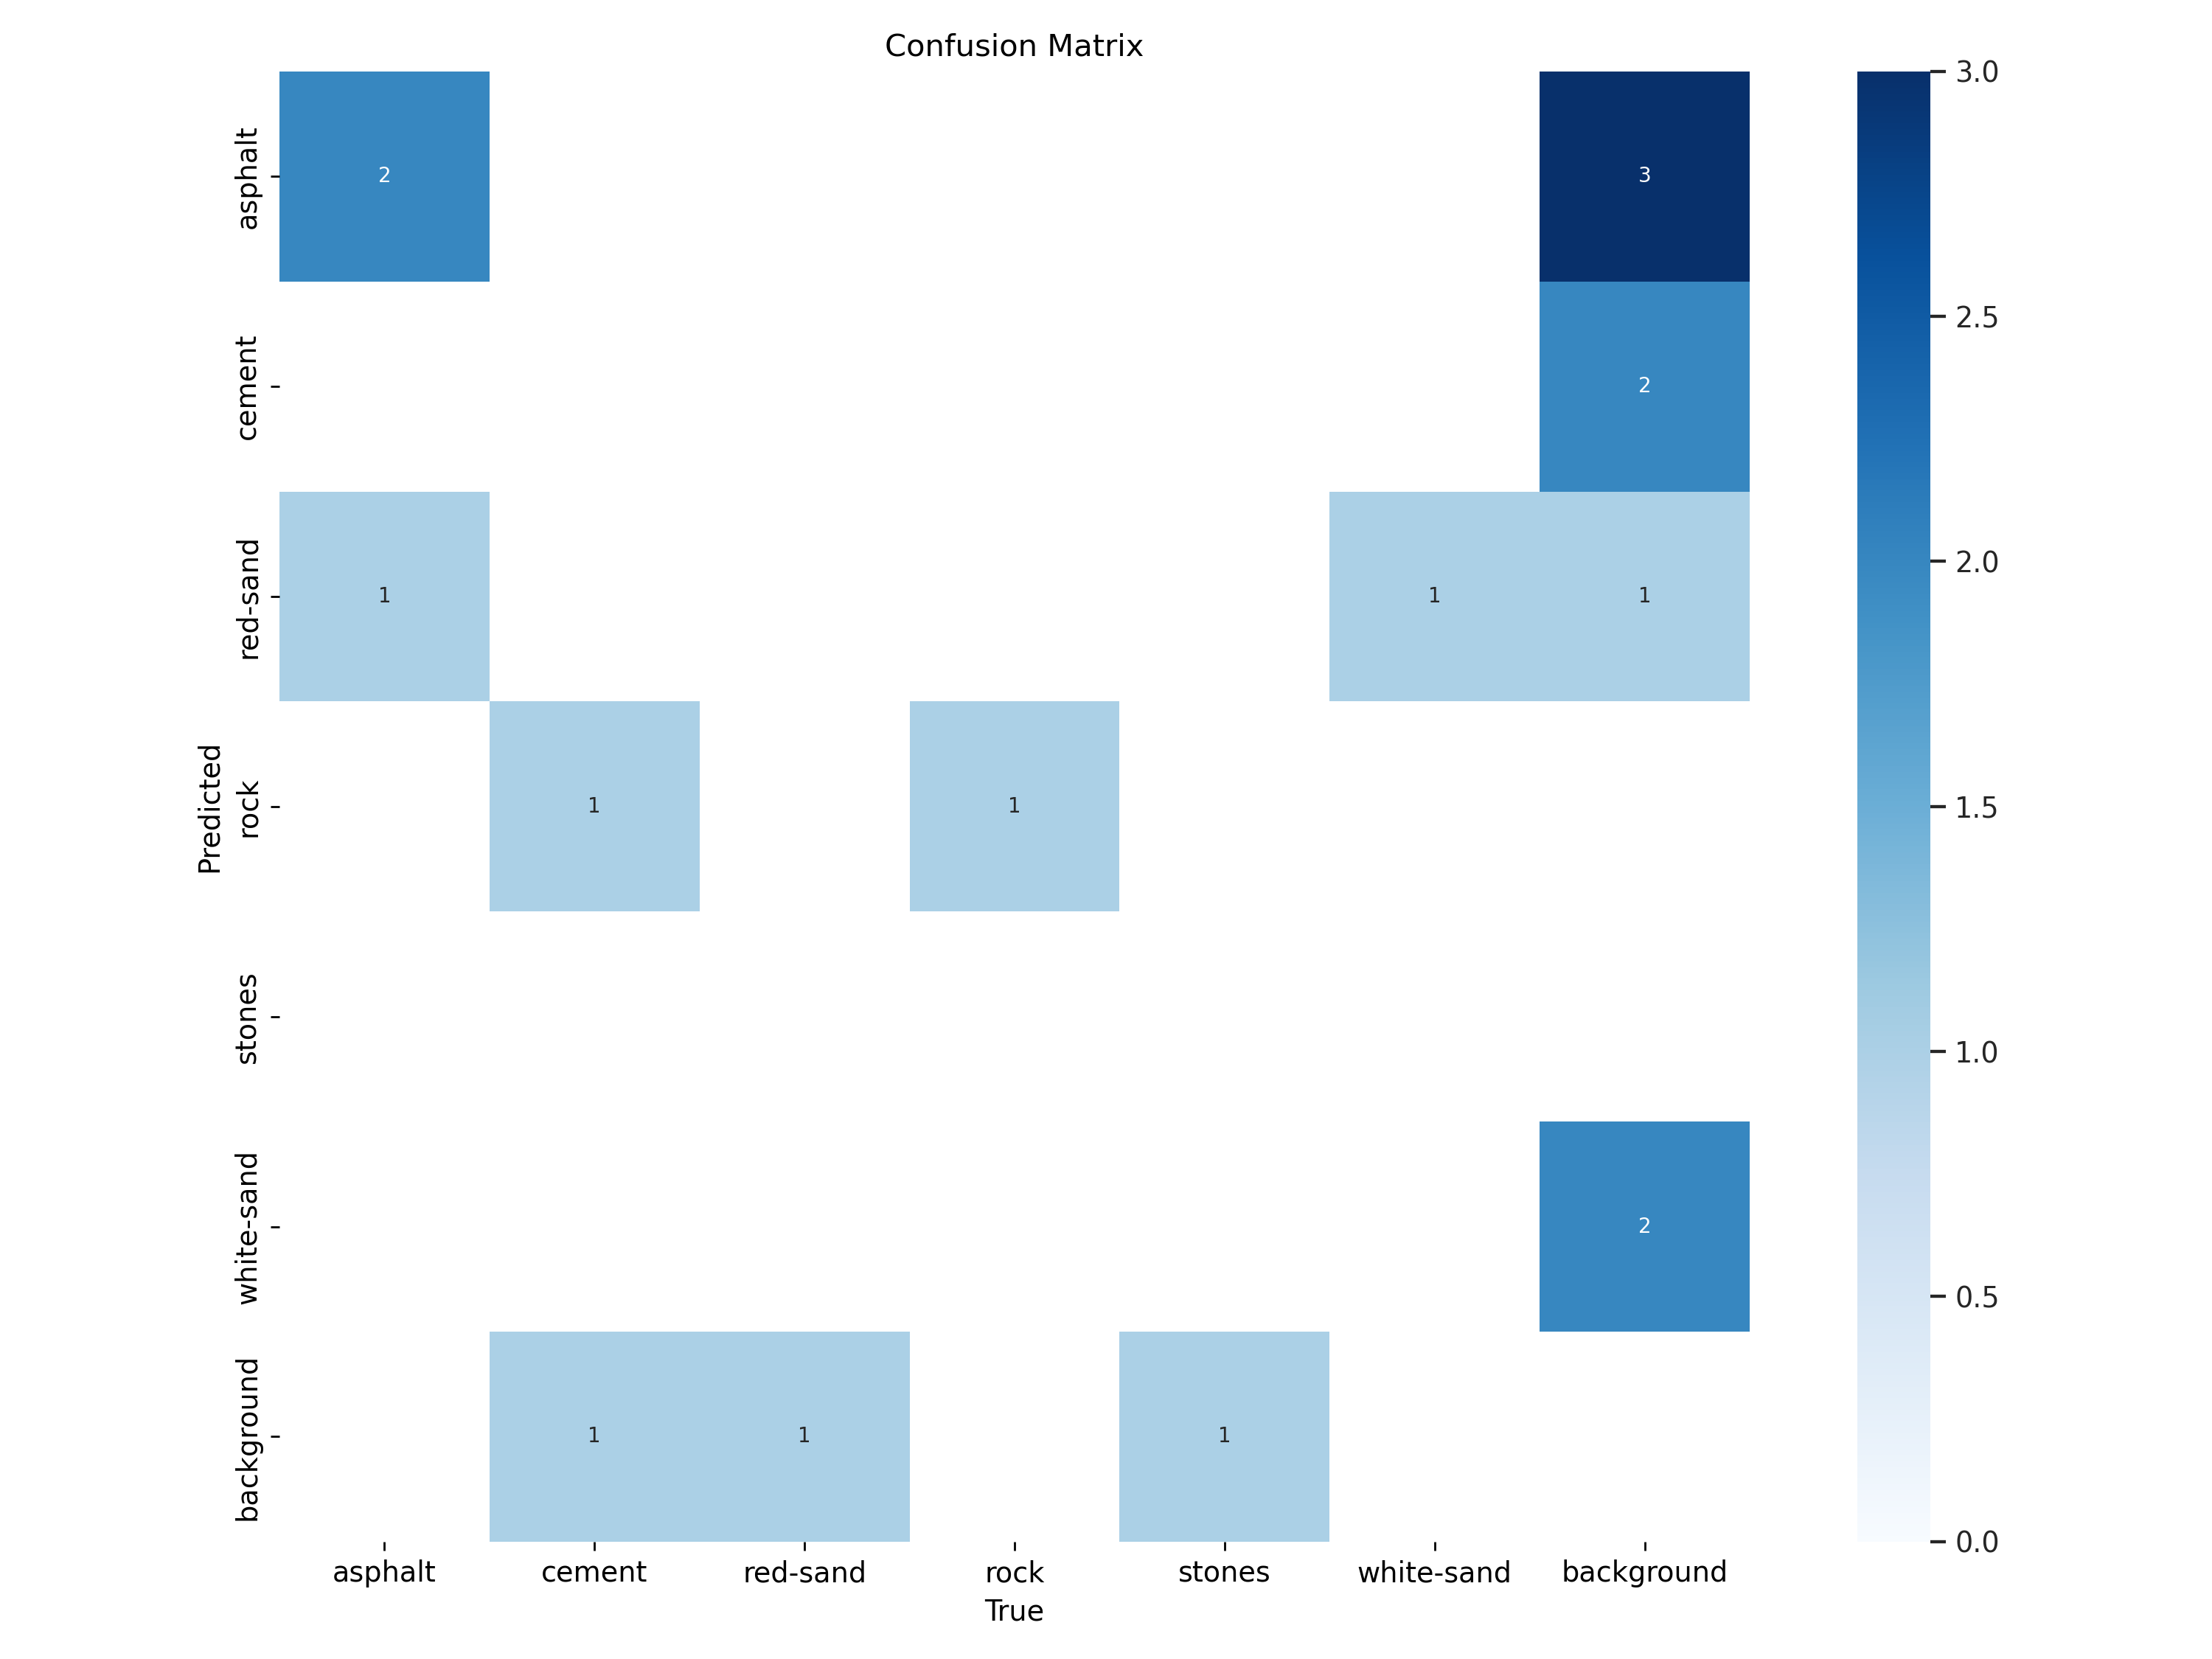 Confusion Matrix
asphalt
cement
red-sand
rock
stones
white-sand
background
Predicted
2
3
2
1
1
1
1
1
2
1
1
1
asphalt
cement
red-sand
rock
stones
white-sand
background
True
3.0
2.5
2.0
1.5
1.0
0.5
0.0